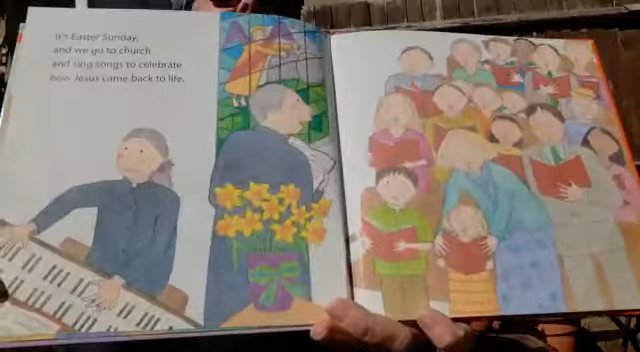 It's Easter Sunday,
and we go to church
and sing songs to celebrate
how Jesus came back to life.